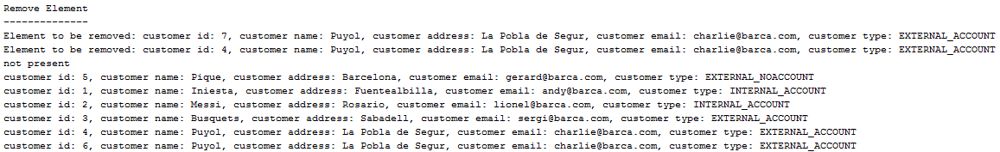 Remove Element
--------------
Element to be removed: customer id: 7, customer name: Puyol, customer address: La Pobla de Segur, customer email: charlie@barca.com, customer type: EXTERNAL_ACCOUNT
Element to be removed: customer id: 4, customer name: Puyol, customer address: La Pobla de Segur, customer email: charlie@barca.com, customer type: EXTERNAL_ACCOUNT
not present
customer id: 5, customer name: Pique, customer address: Barcelona, customer email: gerard@barca.com, customer type: EXTERNAL_NOACCOUNT
customer id: 1, customer name: Iniesta, customer address: Fuentealbilla, customer email: andy@barca.com, customer type: INTERNAL_ACCOUNT
customer id: 2, customer name: Messi, customer address: Rosario, customer email: lionel@barca.com, customer type: INTERNAL_ACCOUNT
customer id: 3, customer name: Busquets, customer address: Sabadell, customer email: sergi@barca.com, customer type: EXTERNAL_ACCOUNT
customer id: 4, customer name: Puyol, customer address: La Pobla de Segur, customer email: charlie@barca.com, customer type: EXTERNAL_ACCOUNT
customer id: 6, customer name: Puyol, customer address: La Pobla de Segur, customer email: charlie@barca.com, customer type: EXTERNAL_ACCOUNT